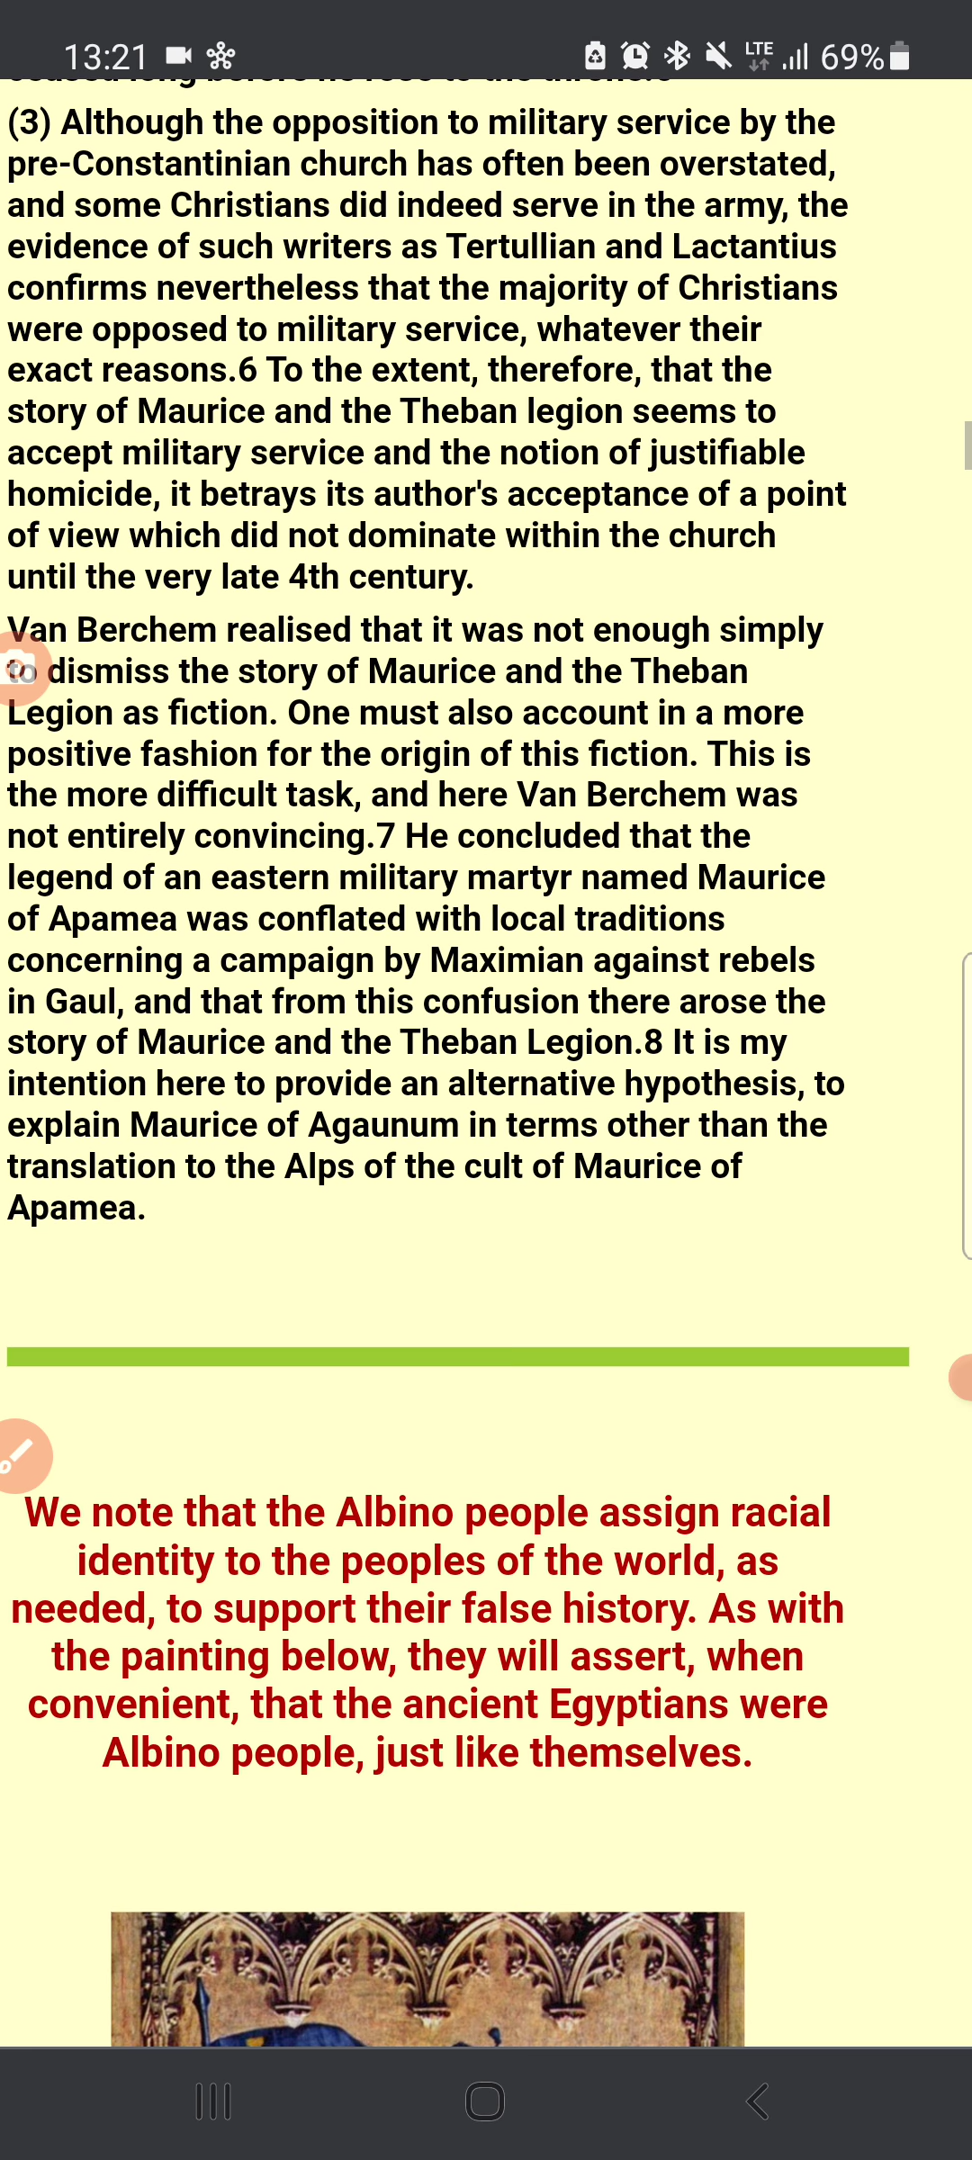 13:21 LTE 69%
(3) Although the opposition to military service by the
pre-Constantinian church has often been overstated,
and some Christians did indeed serve in the army, the
evidence of such writers as Tertullian and Lactantius
confirms nevertheless that the majority of Christians
were opposed to military service, whatever their
exact reasons.6 To the extent, therefore, that the
story of Maurice and the Theban legion seems to
accept military service and the notion of justifiable
homicide, it betrays its author's acceptance of a point
of view which did not dominate within the church
until the very late 4th century.
Van Berchem realised that it was not enough simply
to dismiss the story of Maurice and the Theban
Legion as fiction. One must also account in a more
positive fashion for the origin of this fiction. This is
the more difficult task, and here Van Berchem was
not entirely convincing.7 He concluded that the
legend of an eastern military martyr named Maurice
of Apamea was conflated with local traditions
concerning a campaign by Maximian against rebels
in Gaul, and that from this confusion there arose the
story of Maurice and the Theban Legion.8 It is my
intention here to provide an alternative hypothesis, to
explain Maurice of Agaunum in terms other than the
translation to the Alps of the cult of Maurice of
Apamea.
We note that the Albino people assign racial
identity to the peoples of the world, as
needed, to support their false history. As with
the painting below, they will assert, when
convenient, that the ancient Egyptians were
Albino people, just like themselves.